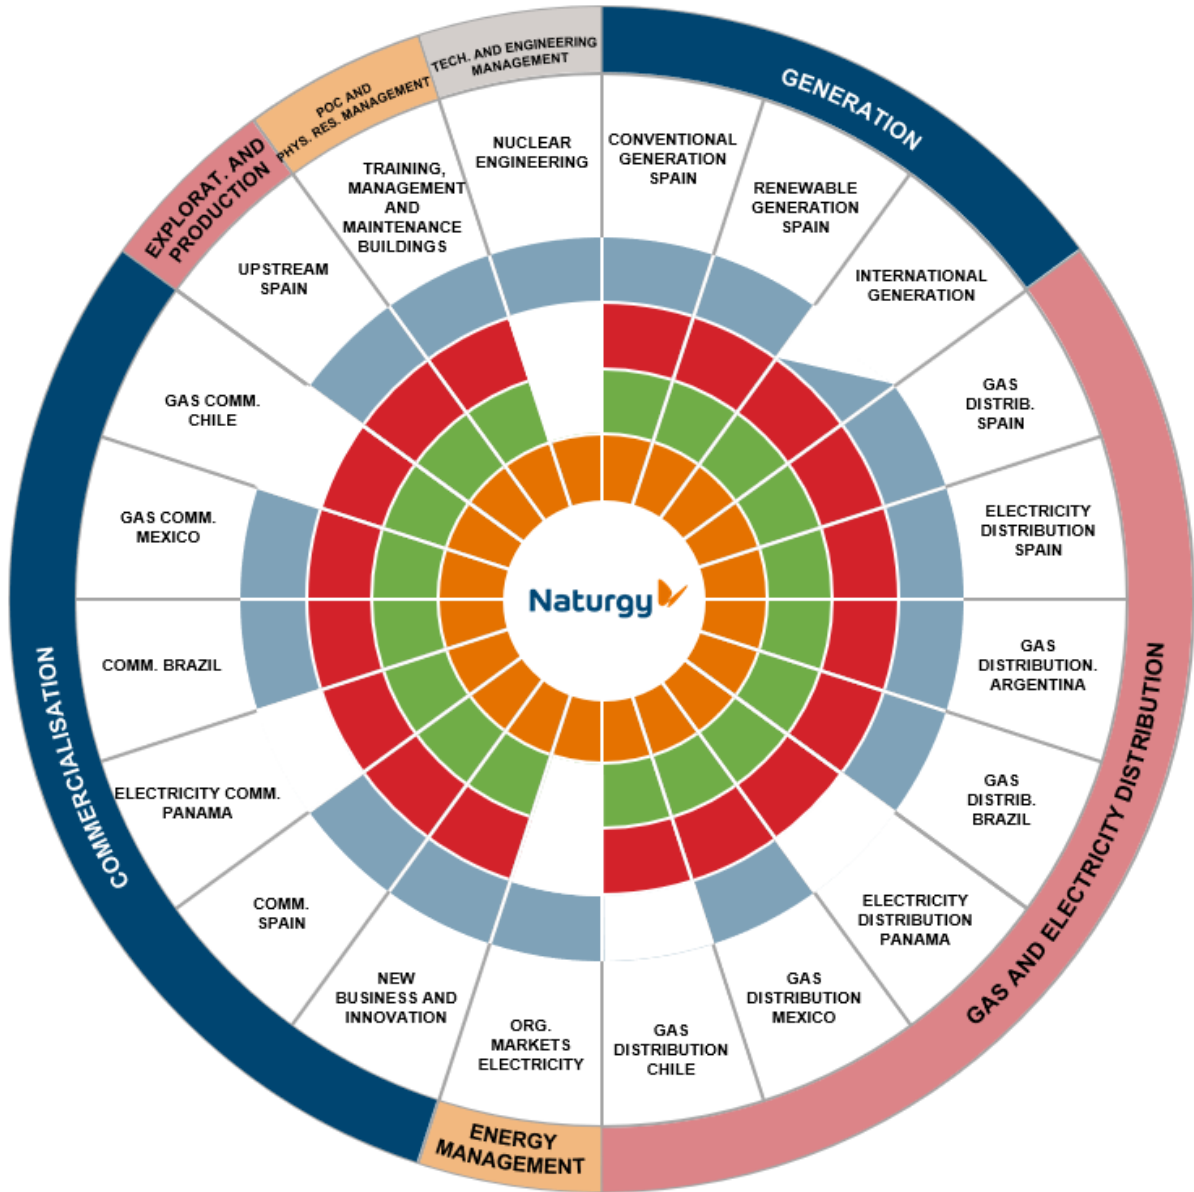 TECH. AND ENGINEERING
MANAGEMENT
GENERATION
POC AND
PHYS. RES. MANAGEMENT
EXPLORAT. AND
PRODUCTION
NUCLEAR
ENGINEERING
CONVENTIONAL
GENERATION
SPAIN
TRAINING,
MANAGEMENT
AND
MAINTENANCE
BUILDINGS
RENEWABLE
GENERATION
SPAIN
UPSTREAM
SPAIN
INTERNATIONAL
GENERATION
GAS COMM.
CHILE
GAS
DISTRIB.
SPAIN
GAS COMM.
MEXICO
ELECTRICITY
DISTRIBUTION
SPAIN
Naturgy
COMM. BRAZIL
GAS
DISTRIBUTION.
ARGENTINA
COMMERCIALISATION
GAS AND ELECTRICITY DISTRIBUTION
ELECTRICITY COMM.
PANAMA
GAS
DISTRIB.
BRAZIL
COMM.
SPAIN
ELECTRICITY
DISTRIBUTION
PANAMA
NEW
BUSINESS AND
INNOVATION
GAS
DISTRIBUTION
MEXICO
ORG.
MARKETS
ELECTRICITY
GAS
DISTRIBUTION
CHILE
ENERGY
MANAGEMENT